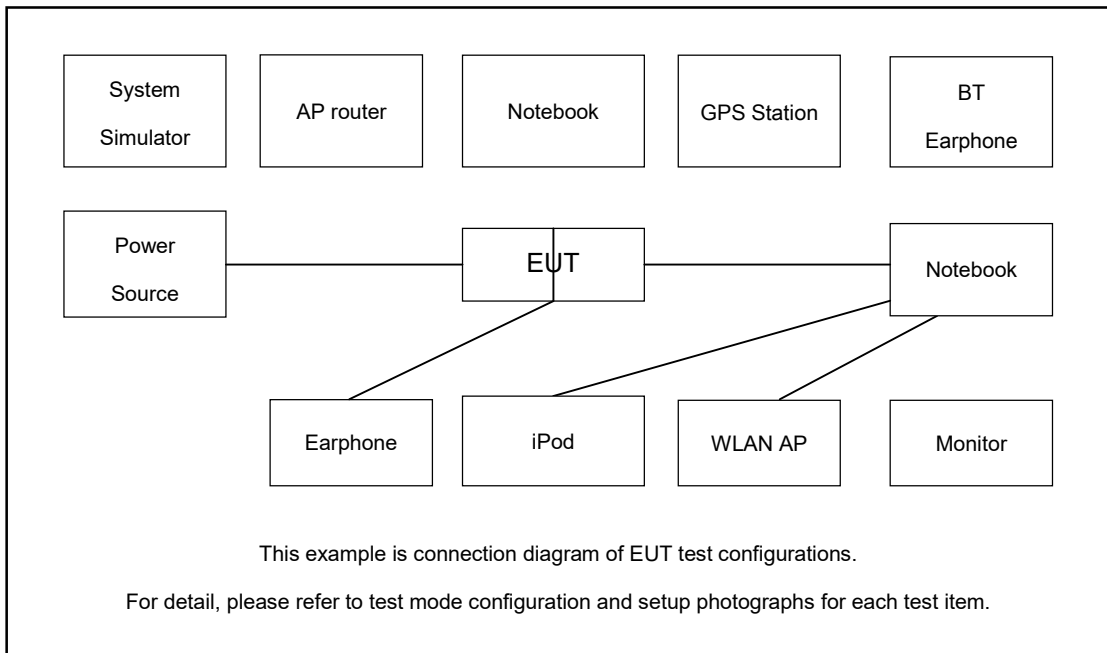 System
Simulator
AP router
Notebook
GPS Station
BT
Earphone
Power
Source
EUT
Notebook
Earphone
iPod
WLAN AP
Monitor
This example is connection diagram of EUT test configurations.
For detail, please refer to test mode configuration and setup photographs for each test item.